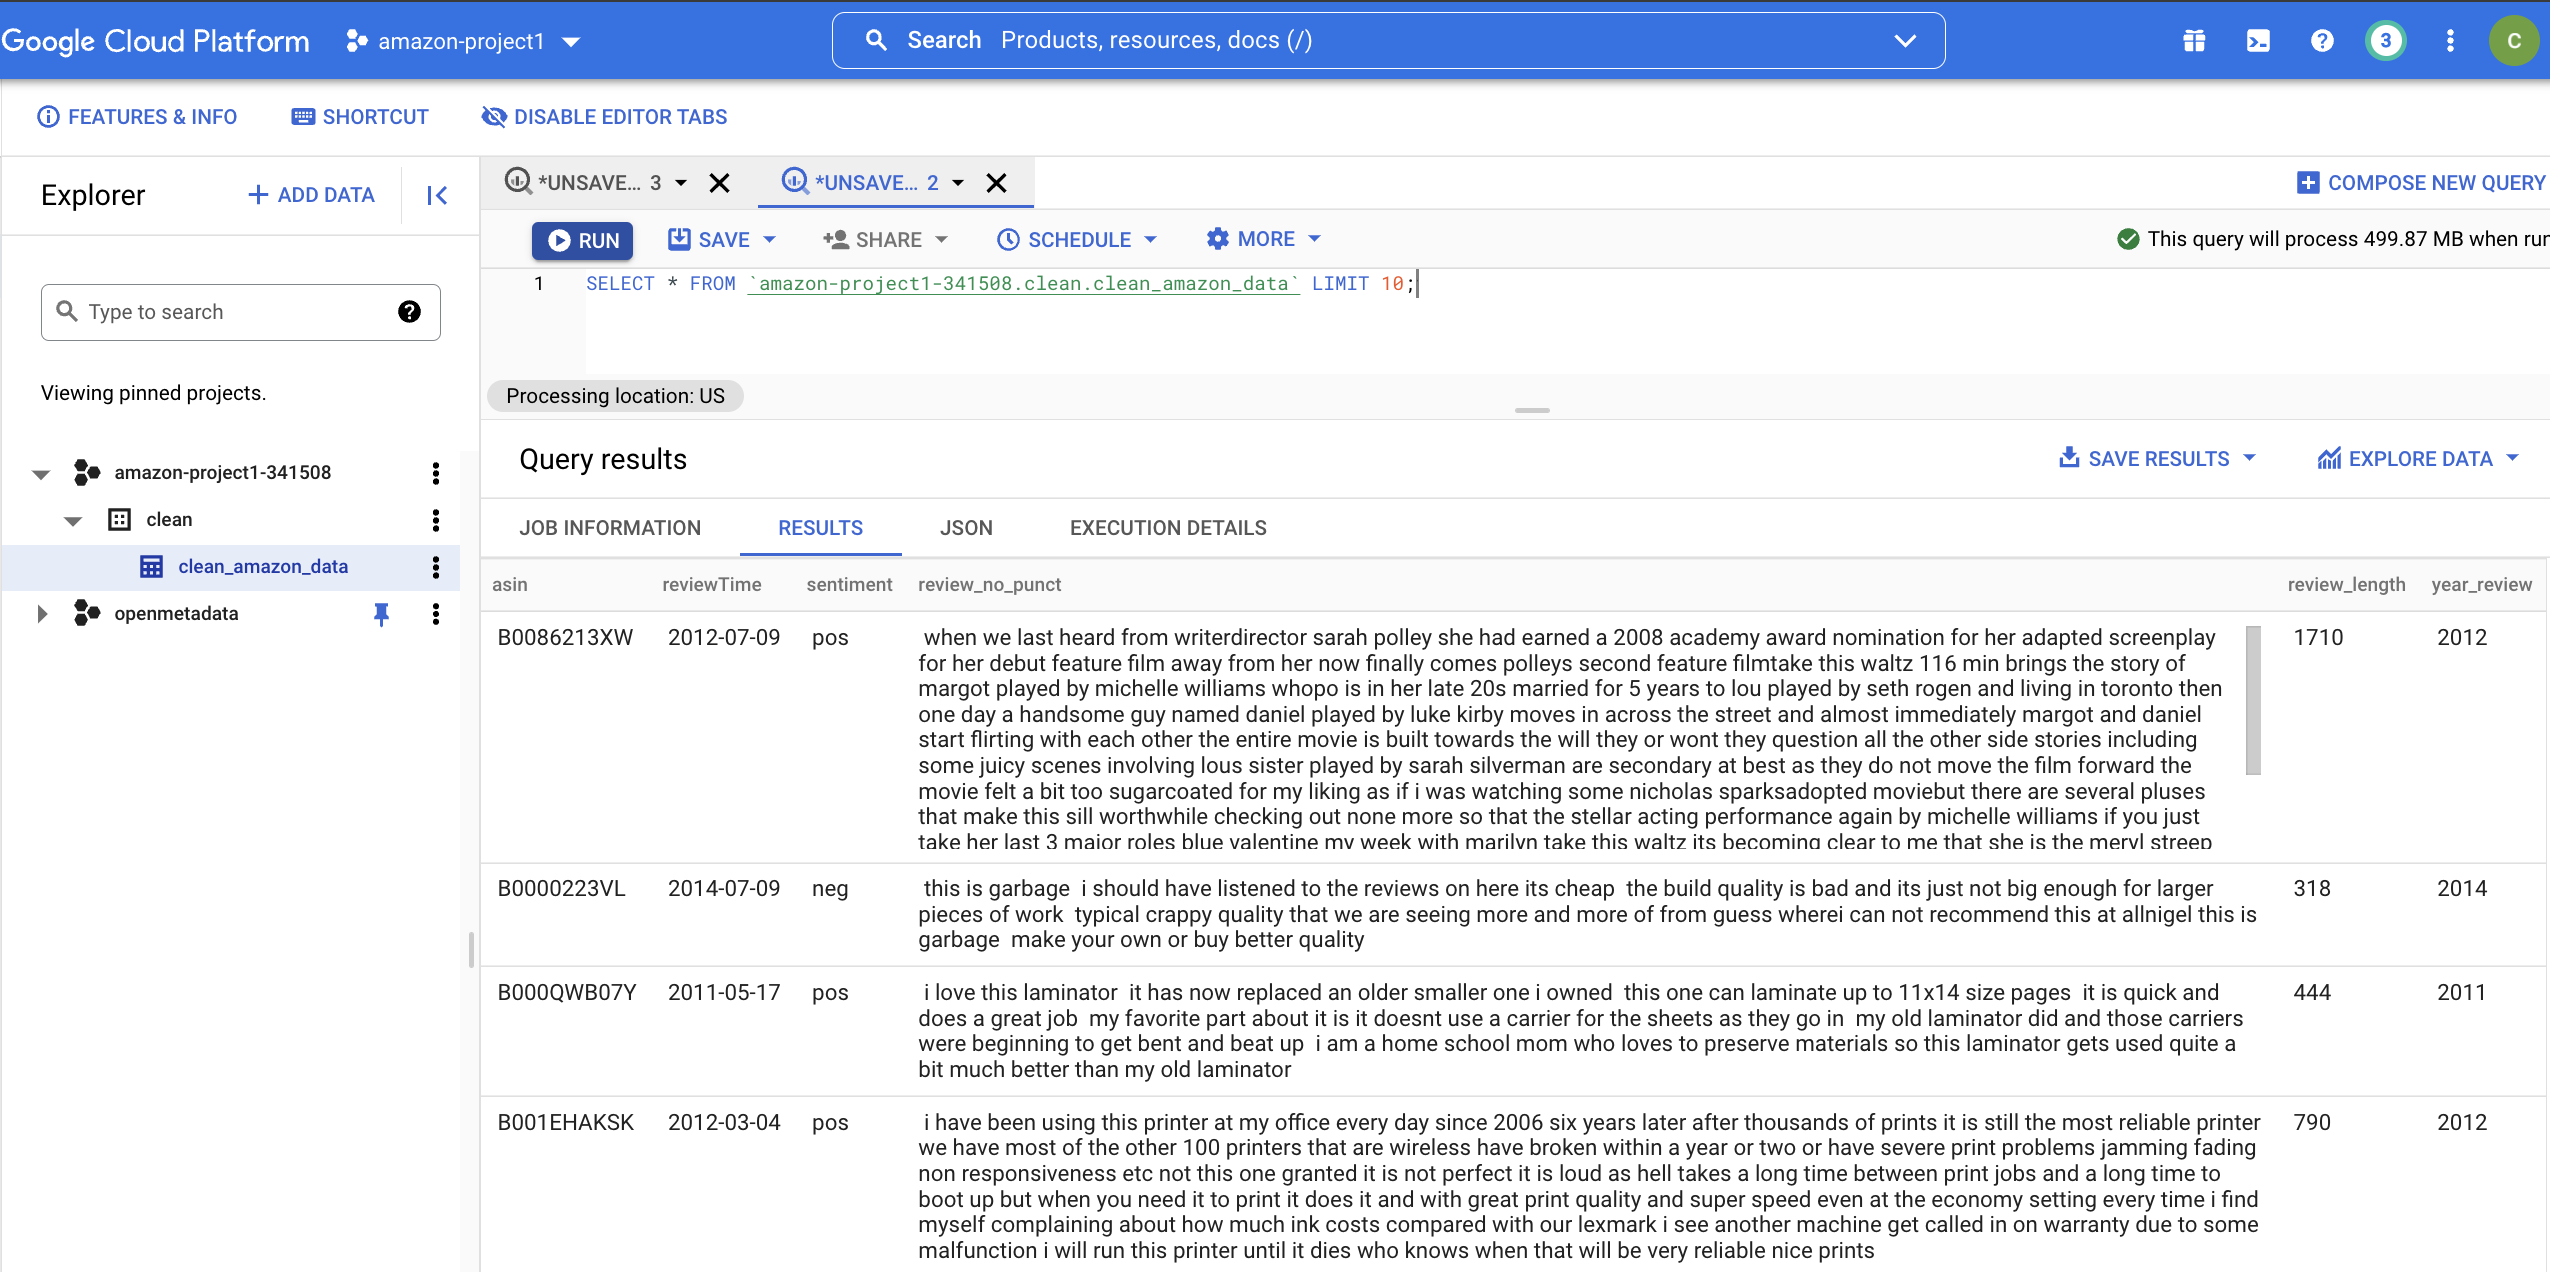 Google Cloud Platform amazon-project1 Search Products, resources, docs (/) 3 C
FEATURES & INFO SHORTCUT DISABLE EDITOR TABS
Explorer ADD DATA
*UNSAVE... 3 *UNSAVE... 2 COMPOSE NEW QUERY
RUN SAVE SHARE SCHEDULE MORE This query will process 499.87 MB when run
1 SELECT * FROM `amazon-project1-341508.clean.clean_amazon_data` LIMIT 10;
Type to search
Viewing pinned projects.
amazon-project1-341508
clean
clean_amazon_data
openmetadata
Processing location: US
Query results SAVE RESULTS EXPLORE DATA
JOB INFORMATION RESULTS JSON EXECUTION DETAILS
asin reviewTime sentiment review_no_punct review_length year_review
B0086213XW 2012-07-09 pos when we last heard from writerdirector sarah polley she had earned a 2008 academy award nomination for her adapted screenplay 1710 2012
for her debut feature film away from her now finally comes polleys second feature filmtake this waltz 116 min brings the story of
margot played by michelle williams whopo is in her late 20s married for 5 years to lou played by seth rogen and living in toronto then
one day a handsome guy named daniel played by luke kirby moves in across the street and almost immediately margot and daniel
start flirting with each other the entire movie is built towards the will they or wont they question all the other side stories including
some juicy scenes involving lous sister played by sarah silverman are secondary at best as they do not move the film forward the
movie felt a bit too sugarcoated for my liking as if i was watching some nicholas sparksadopted moviebut there are several pluses
that make this sill worthwhile checking out none more so that the stellar acting performance again by michelle williams if you just
take her last 3 major roles blue valentine my week with marilyn take this waltz its becoming clear to me that she is the meryl streep
B0000223VL 2014-07-09 neg this is garbage i should have listened to the reviews on here its cheap the build quality is bad and its just not big enough for larger 318 2014
pieces of work typical crappy quality that we are seeing more and more of from guess wherei can not recommend this at allnigel this is
garbage make your own or buy better quality
B000QWB07Y 2011-05-17 pos i love this laminator it has now replaced an older smaller one i owned this one can laminate up to 11x14 size pages it is quick and 444 2011
does a great job my favorite part about it is it doesnt use a carrier for the sheets as they go in my old laminator did and those carriers
were beginning to get bent and beat up i am a home school mom who loves to preserve materials so this laminator gets used quite a
bit much better than my old laminator
B001EHAKSK 2012-03-04 pos i have been using this printer at my office every day since 2006 six years later after thousands of prints it is still the most reliable printer 790 2012
we have most of the other 100 printers that are wireless have broken within a year or two or have severe print problems jamming fading
non responsiveness etc not this one granted it is not perfect it is loud as hell takes a long time between print jobs and a long time to
boot up but when you need it to print it does it and with great print quality and super speed even at the economy setting every time i find
myself complaining about how much ink costs compared with our lexmark i see another machine get called in on warranty due to some
malfunction i will run this printer until it dies who knows when that will be very reliable nice prints